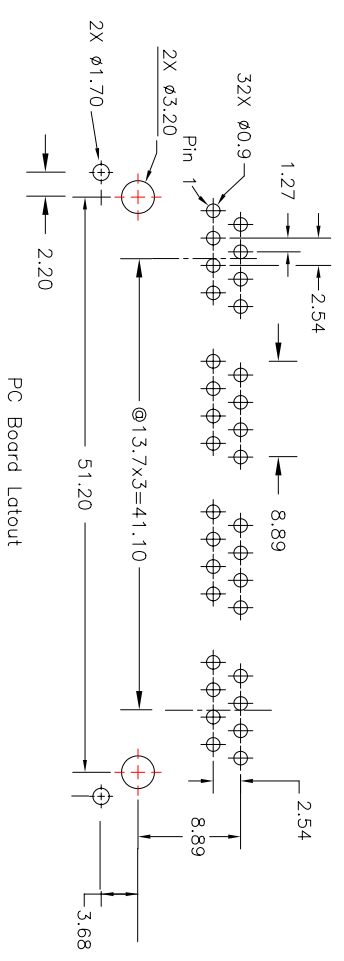 2X ø1.70
2X ø3.20
Pin 1
32X ø0.9
1.27
2.54
2.20
8.89
@13.7x3=41.10
51.20
2.54
8.89
3.68
PC Board Latout